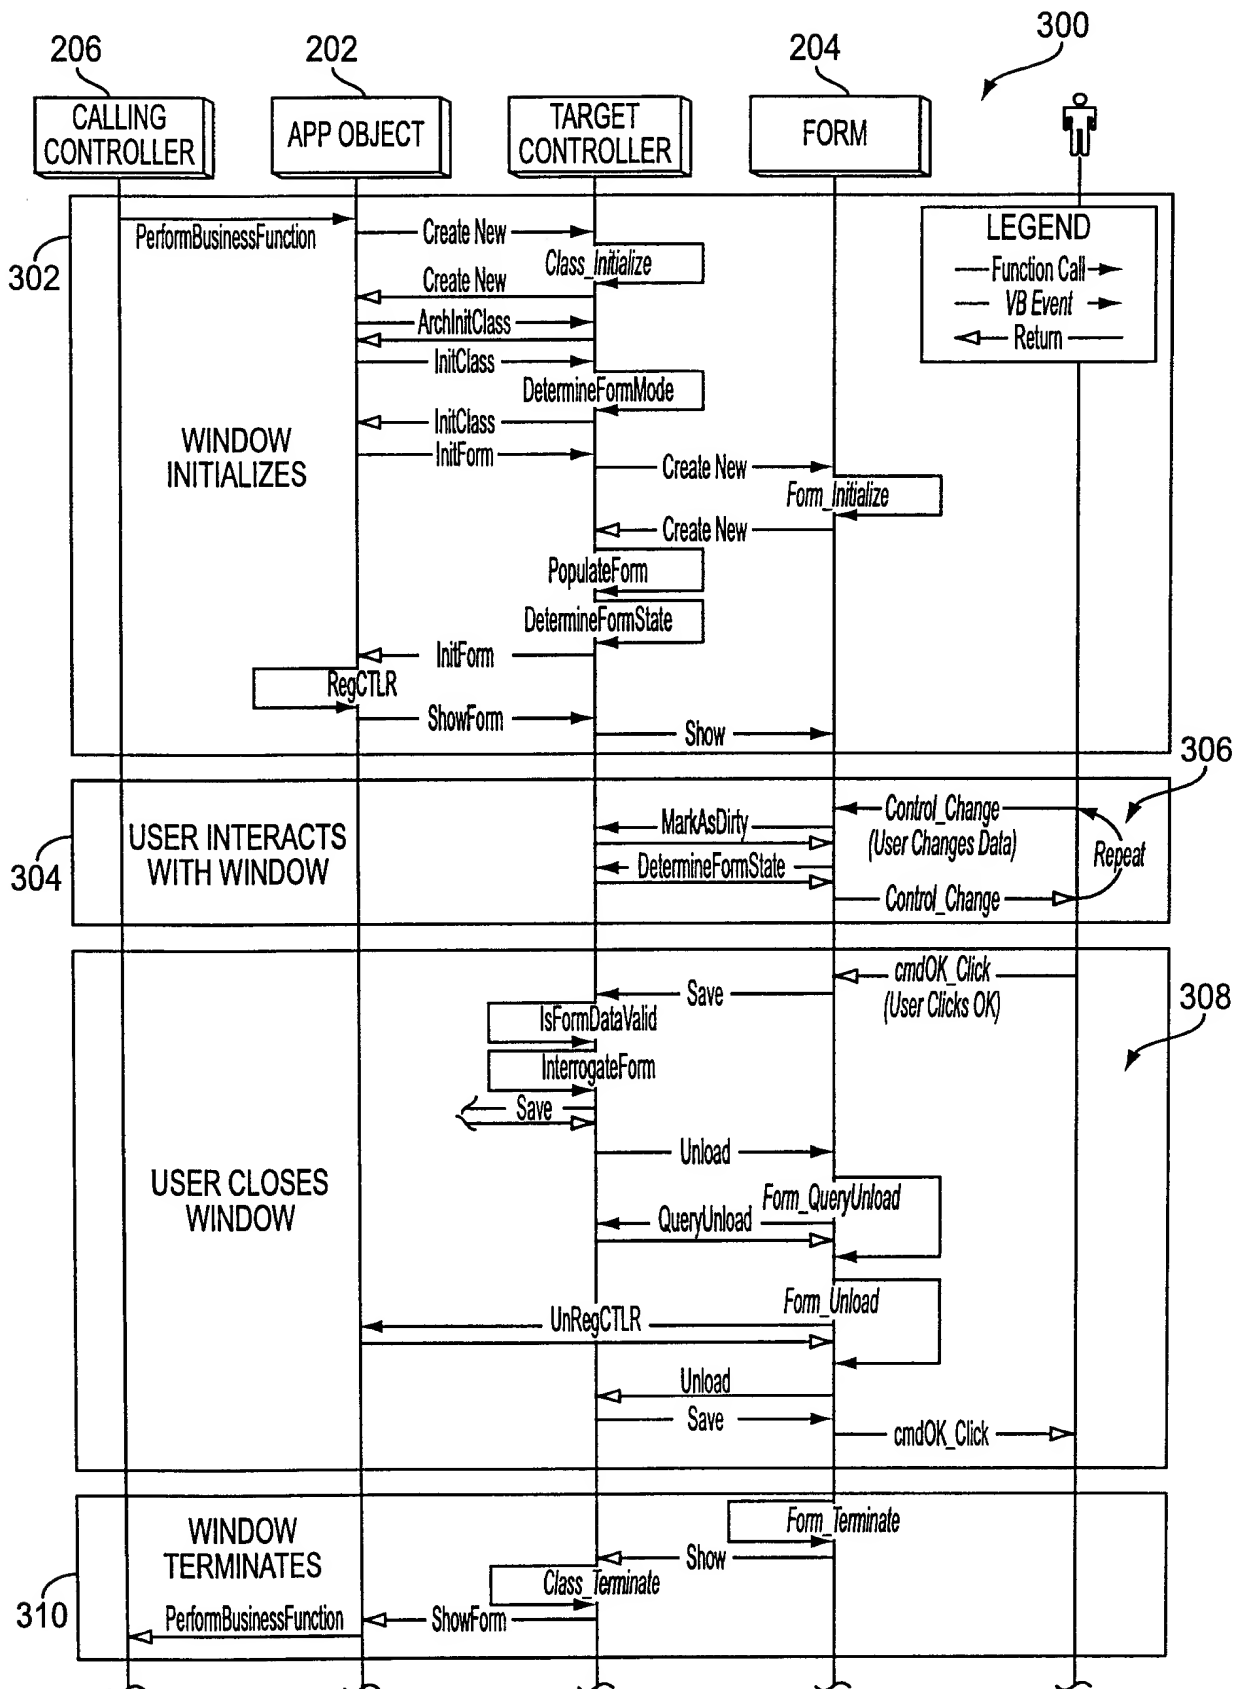 300
206
202
204
CALLING
CONTROLLER
APP OBJECT
TARGET
CONTROLLER
FORM
302
PerformBusinessFunction
Create New
Class_Initialize
Create New
ArchInitClass
InitClass
DetermineFormMode
InitClass
InitForm
Create New
Form_Initialize
Create New
PopulateForm
DetermineFormState
InitForm
RegCTLR
ShowForm
Show
WINDOW
INITIALIZES
LEGEND
Function Call
VB Event
Return
306
304
USER INTERACTS
WITH WINDOW
Control_Change
(User Changes Data)
MarkAsDirty
DetermineFormState
Control_Change
Repeat
308
cmdOK_Click
(User Clicks OK)
Save
IsFormDataValid
InterrogateForm
Save
Unload
Form_QueryUnload
QueryUnload
Form_Unload
UnRegCTLR
Unload
Save
cmdOK_Click
USER CLOSES
WINDOW
310
WINDOW
TERMINATES
Form_Terminate
Show
Class_Terminate
ShowForm
PerformBusinessFunction